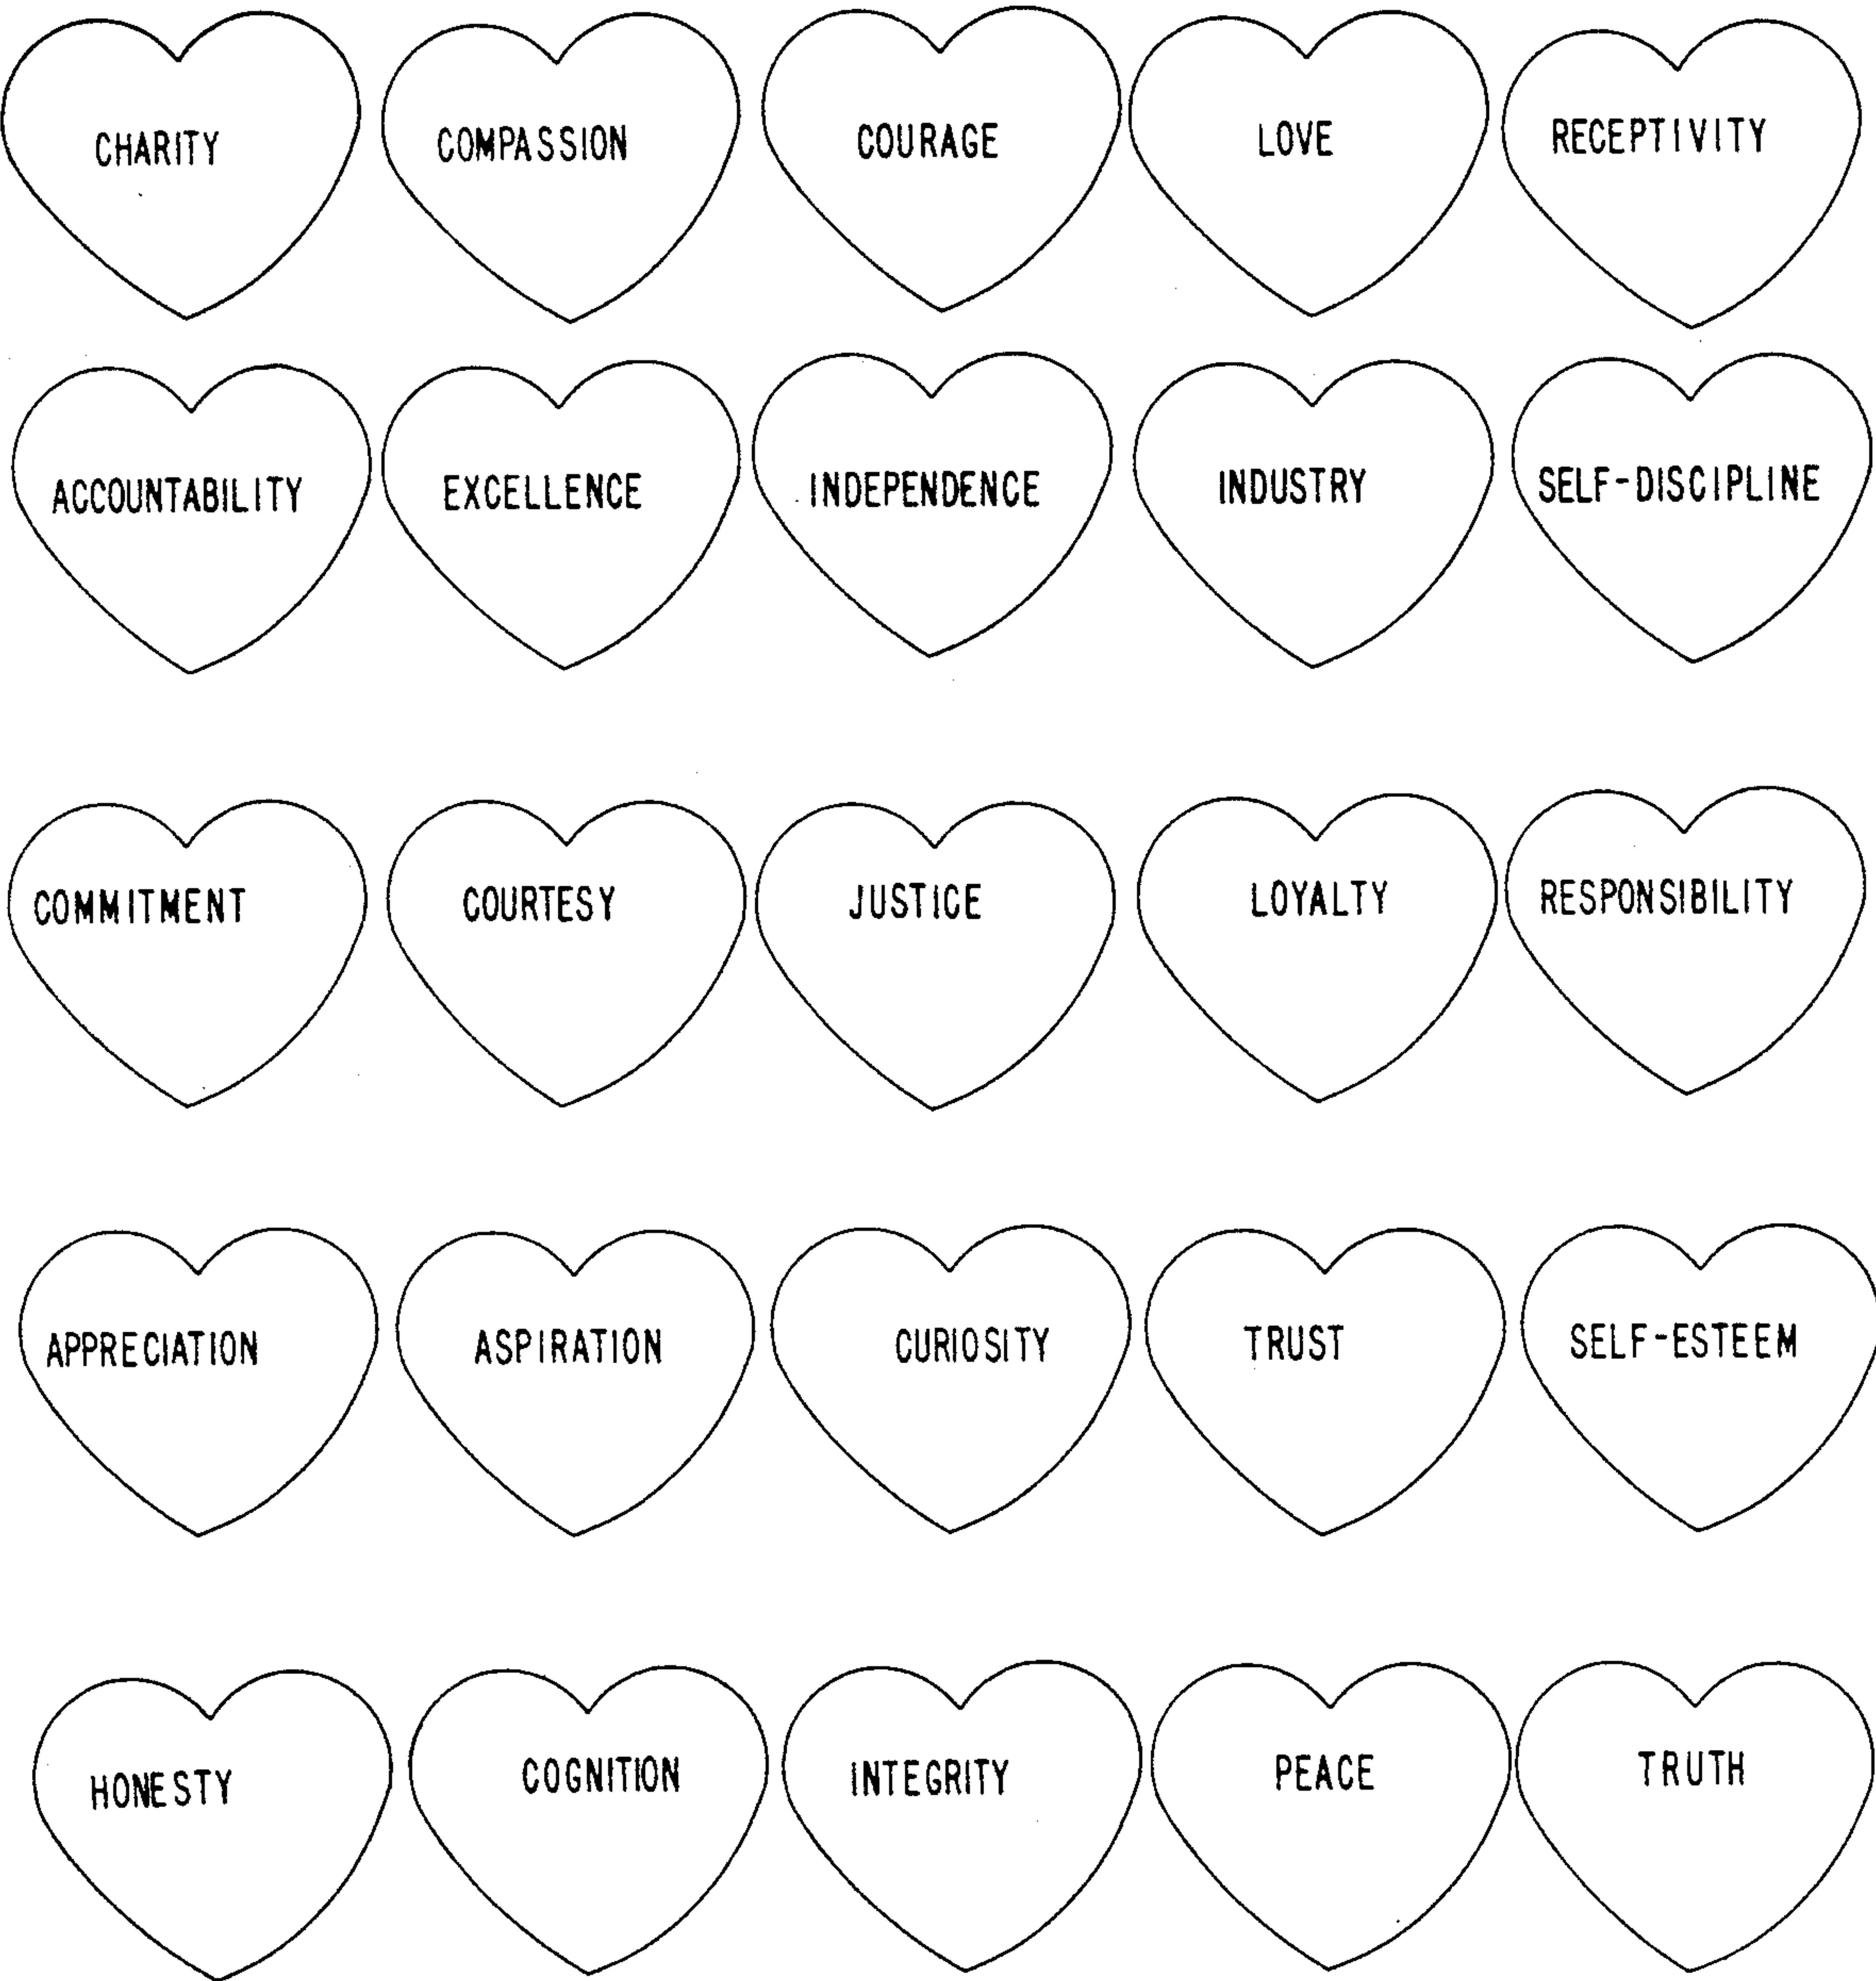 CHARITY COMPASSION COURAGE LOVE RECEPTIVITY
ACCOUNTABILITY EXCELLENCE INDEPENDENCE INDUSTRY SELF-DISCIPLINE
COMMITMENT COURTESY JUSTICE LOYALTY RESPONSIBILITY
APPRECIATION ASPIRATION CURIOSITY TRUST SELF-ESTEEM
HONESTY COGNITION INTEGRITY PEACE TRUTH